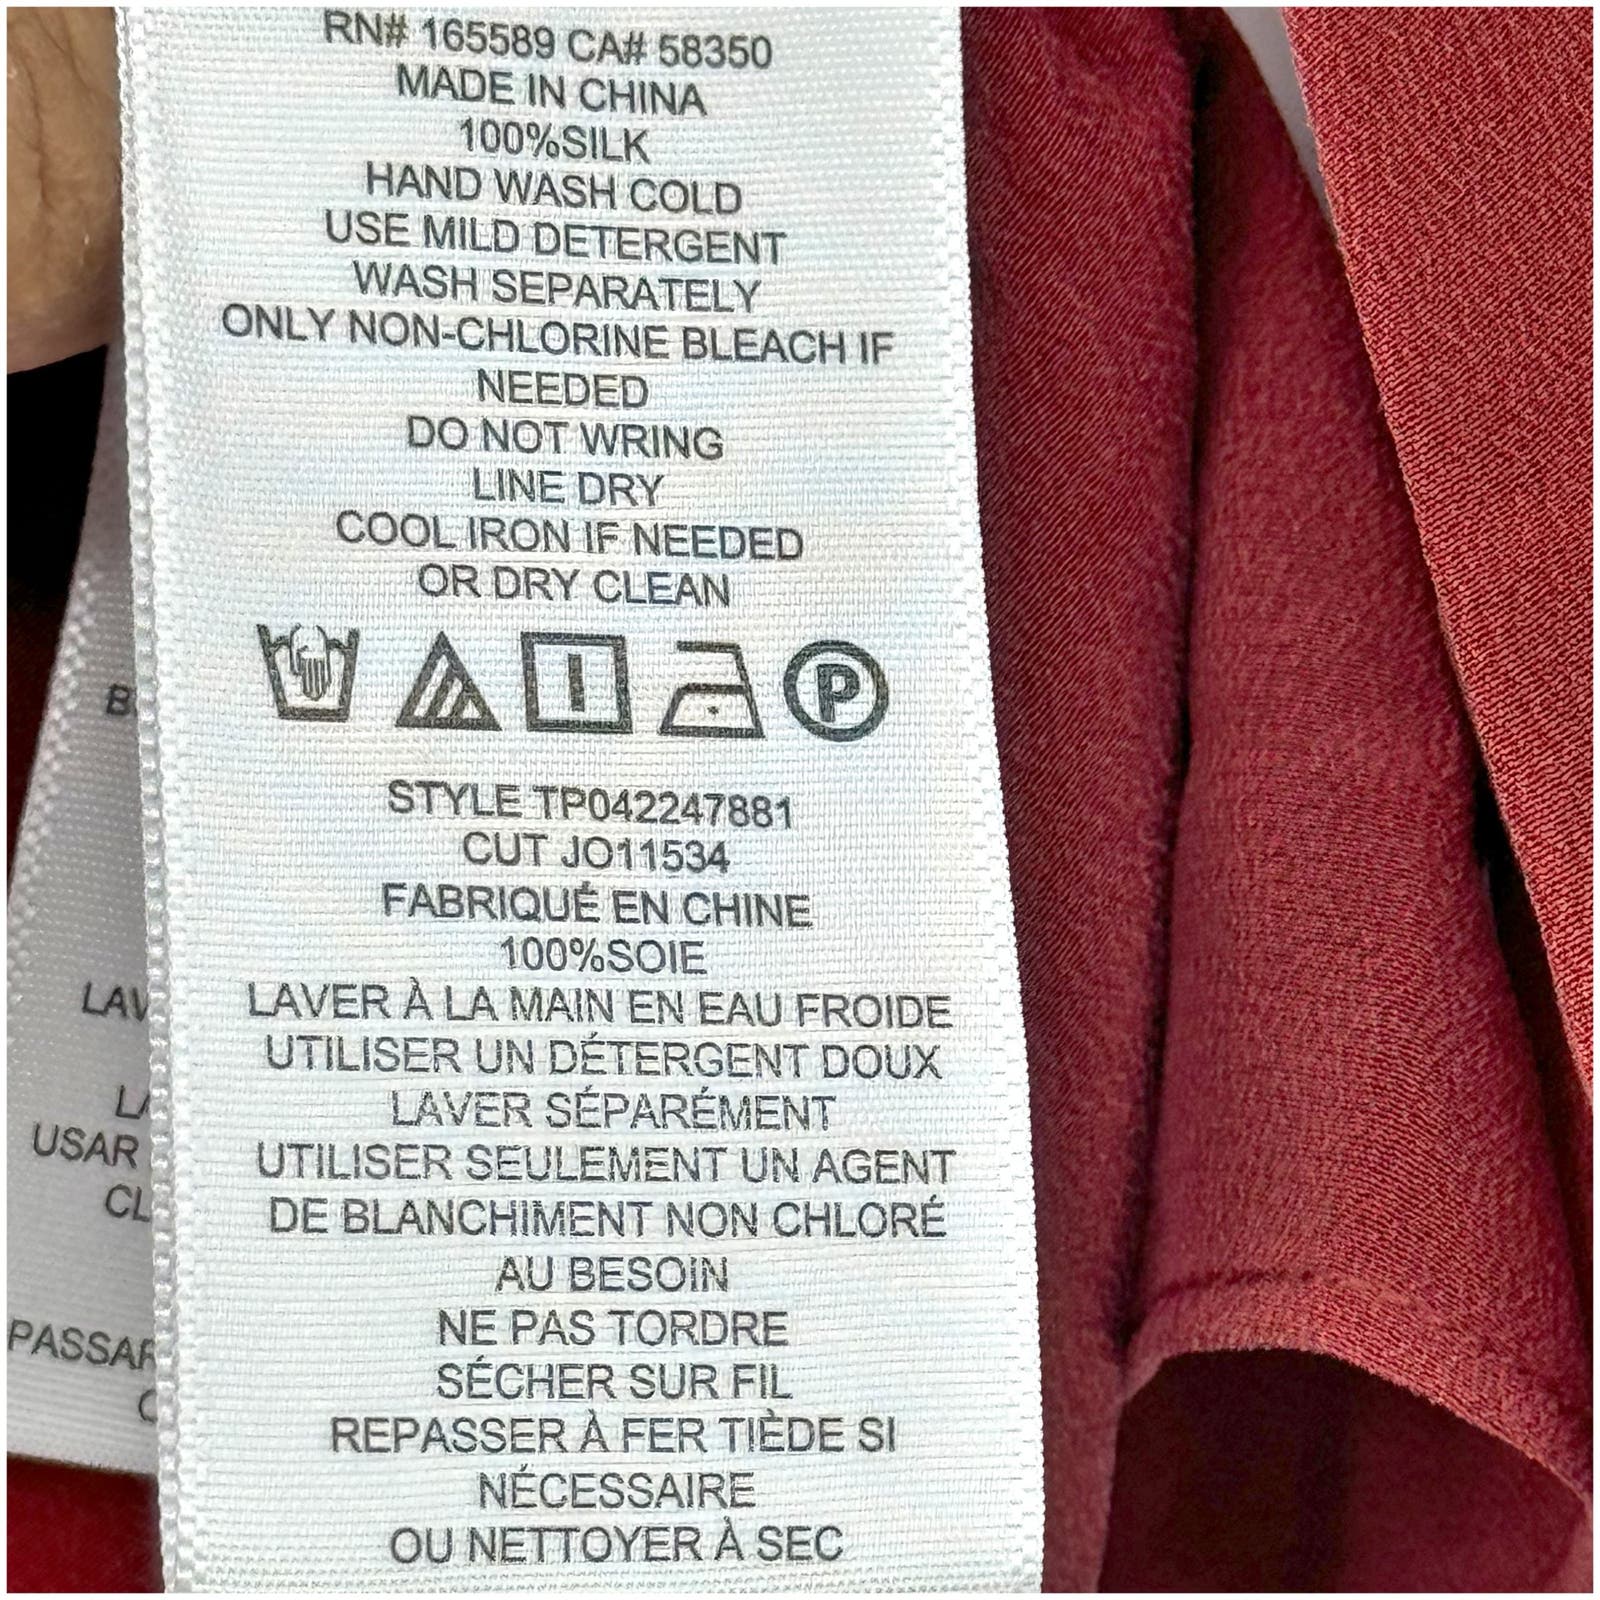 RN# 165589 CA# 58350
MADE IN CHINA
100%SILK
HAND WASH COLD
USE MILD DETERGENT
WASH SEPARATELY
ONLY NON-CHLORINE BLEACH IF
NEEDED
DO NOT WRING
LINE DRY
COOL IRON IF NEEDED
OR DRY CLEAN
P
STYLE TP042247881
CUT JO11534
FABRIQUÉ EN CHINE
100%SOIE
LAVER À LA MAIN EN EAU FROIDE
UTILISER UN DÉTERGENT DOUX
LAVER SÉPARÉMENT
UTILISER SEULEMENT UN AGENT
DE BLANCHIMENT NON CHLORÉ
AU BESOIN
NE PAS TORDRE
SÉCHER SUR FIL
REPASSER À FER TIÈDE SI
NÉCESSAIRE
OU NETTOYER À SEC
USAR